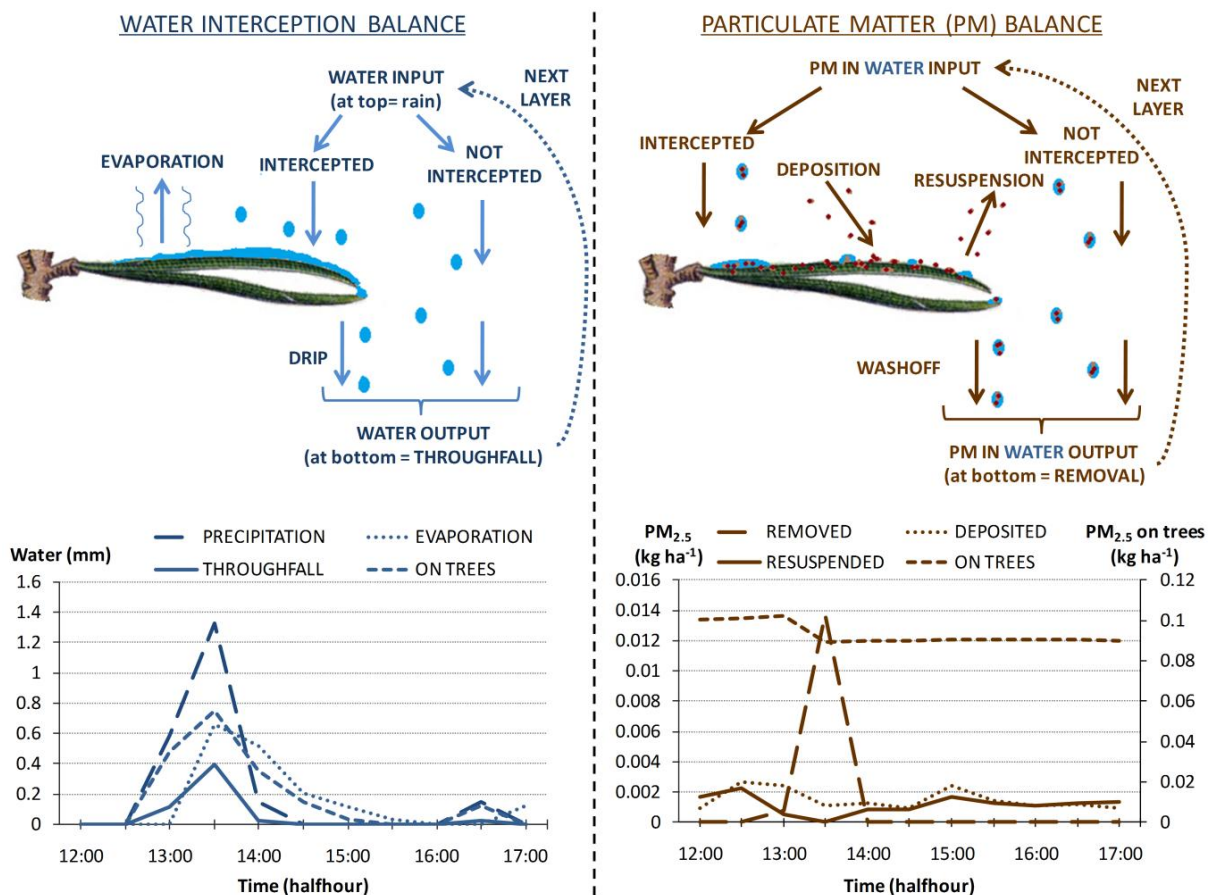 WATER INTERCEPTION BALANCE
WATER INPUT
(at top= rain)
NEXT
LAYER
EVAPORATION
INTERCEPTED
NOT
INTERCEPTED
DRIP
WATER OUTPUT
(at bottom = THROUGHFALL)
PRECIPITATION
EVAPORATION
Water (mm)
THROUGHFALL
ON TREES
1.6
1.4
1.2
1
0.8
0.6
0.4
0.2
0
12:00 13:00 14:00 15:00 16:00 17:00
Time (halfhour)
PARTICULATE MATTER (PM) BALANCE
PM IN WATER INPUT
NEXT
LAYER
INTERCEPTED
NOT
INTERCEPTED
DEPOSITION
RESUSPENSION
WASHOFF
PM IN WATER OUTPUT
(at bottom = REMOVAL)
PM2.5
(kg ha-1)
REMOVED
DEPOSITED
RESUSPENDED
ON TREES
PM2.5 on trees
(kg ha-1)
0.016
0.014
0.012
0.01
0.008
0.006
0.004
0.002
0
0.12
0.1
0.08
0.06
0.04
0.02
0
12:00 13:00 14:00 15:00 16:00 17:00
Time (halfhour)